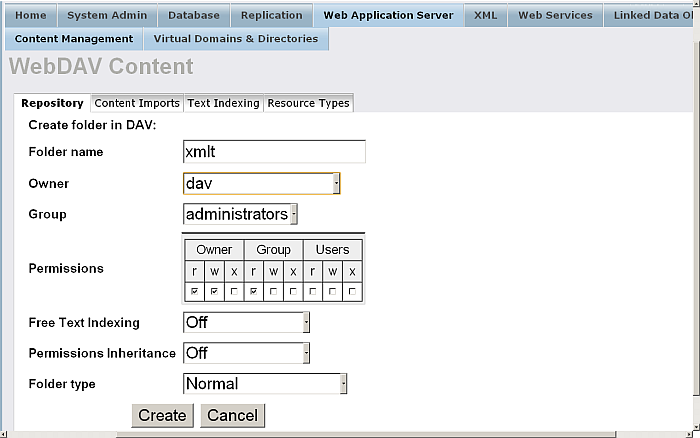 Home System Admin Database Replication Web Application Server XML Web Services Linked Data O
Content Management Virtual Domains & Directories
WebDAV Content
Repository Content Imports Text Indexing Resource Types
Create folder in DAV:
Folder name xmlt
Owner dav
Group administrators
Owner Group Users
Permissions r w x r w x r w x
Free Text Indexing Off
Permissions Inheritance Off
Folder type Normal
Create Cancel